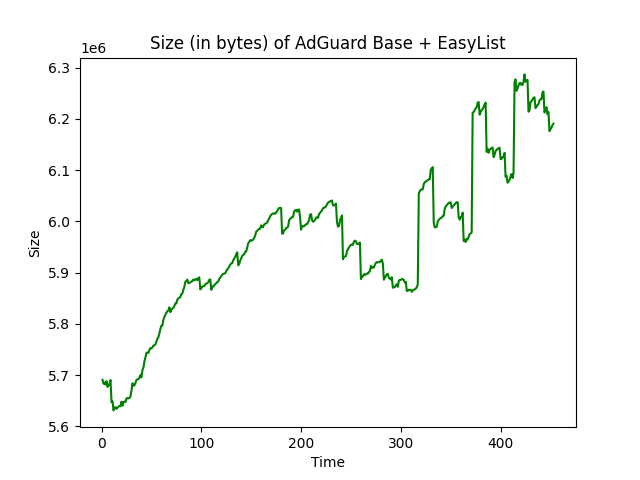 Size (in bytes) of AdGuard Base + EasyList
1e6
6.3
6.2
6.1
6.0
5.9
5.8
5.7
5.6
Size
0 100 200 300 400
Time